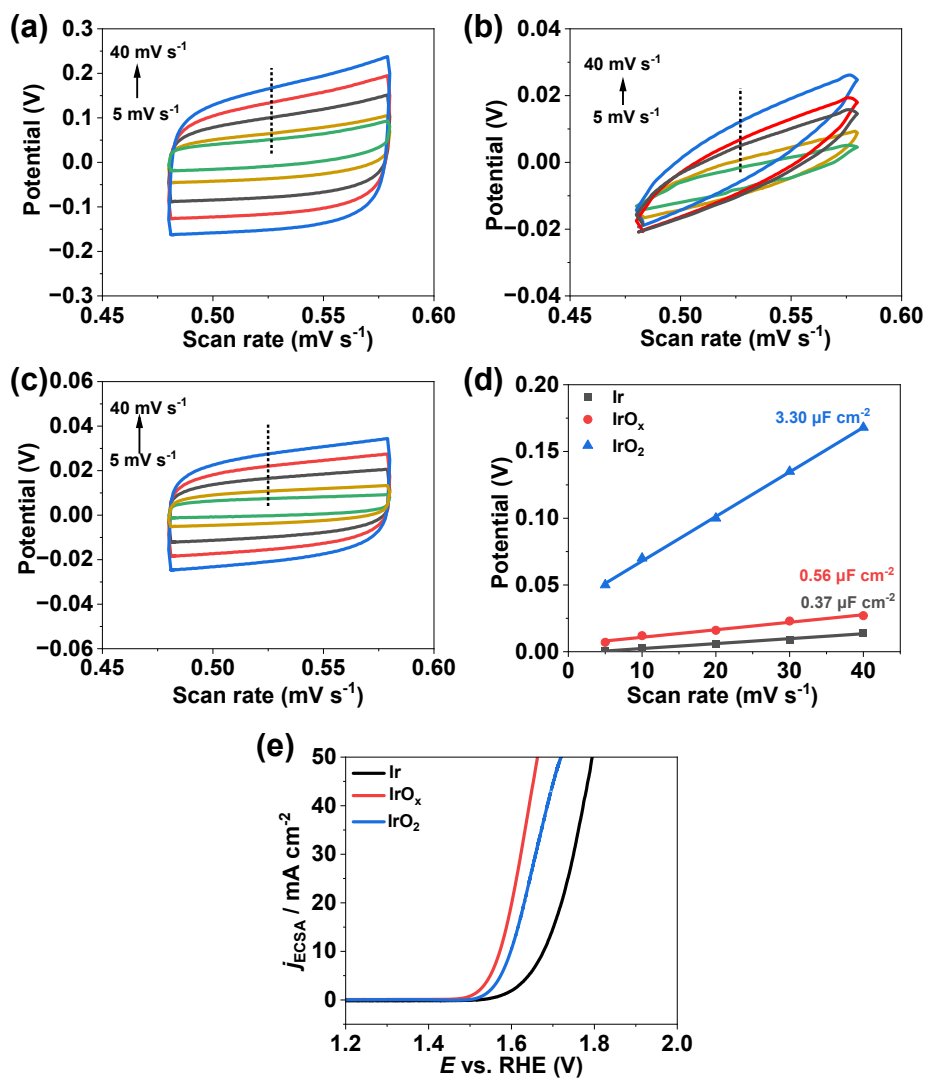 (a)
Potential (V)
0.3
0.2
0.1
0.0
−0.1
−0.2
−0.3
40 mV s⁻¹
5 mV s⁻¹
0.45 0.50 0.55 0.60
Scan rate (mV s⁻¹)
(b)
Potential (V)
0.04
0.02
0.00
−0.02
−0.04
40 mV s⁻¹
5 mV s⁻¹
0.45 0.50 0.55 0.60
Scan rate (mV s⁻¹)
(c)
Potential (V)
0.06
0.04
0.02
0.00
−0.02
−0.04
−0.06
40 mV s⁻¹
5 mV s⁻¹
0.45 0.50 0.55 0.60
Scan rate (mV s⁻¹)
(d)
Potential (V)
0.20
0.15
0.10
0.05
0.00
Ir
IrOₓ
IrO₂
3.30 µF cm⁻²
0.56 µF cm⁻²
0.37 µF cm⁻²
0 10 20 30 40
Scan rate (mV s⁻¹)
(e)
j_ECSA / mA cm⁻²
50
40
30
20
10
0
Ir
IrOₓ
IrO₂
1.2 1.4 1.6 1.8 2.0
E vs. RHE (V)